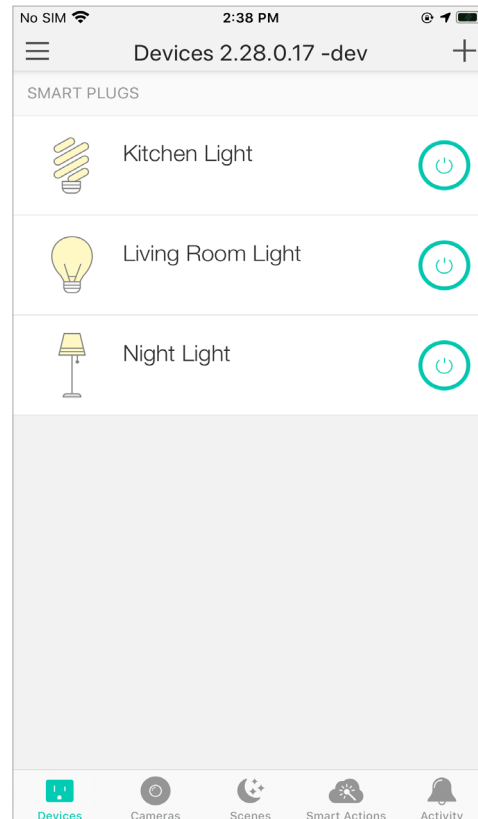 No SIM 2:38 PM
Devices 2.28.0.17 -dev
SMART PLUGS
Kitchen Light
Living Room Light
Night Light
Devices Cameras Scenes Smart Actions Activity